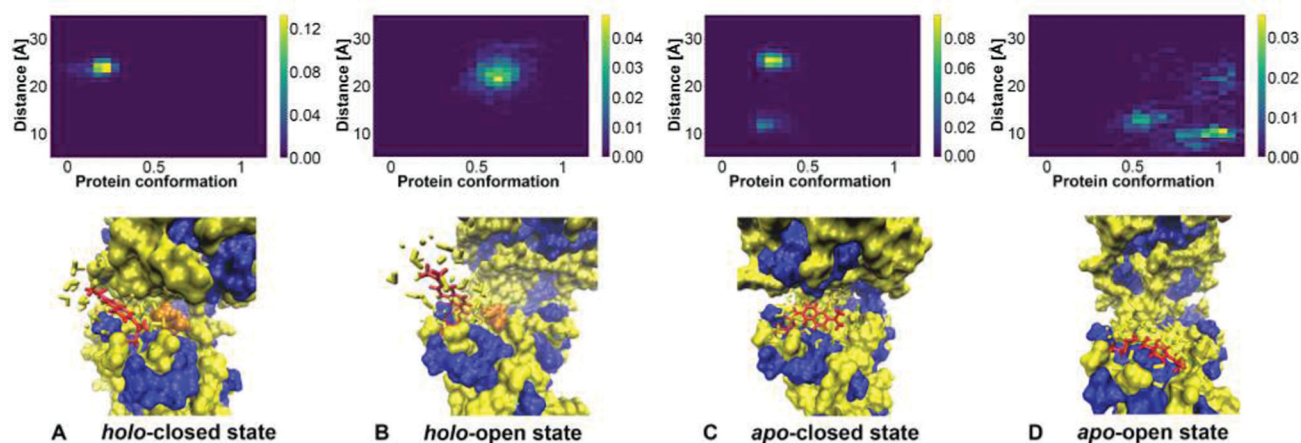 Distance [Å]
30
20
10
0 0.5 1
Protein conformation
0.12
0.08
0.04
0.00
Distance [Å]
30
20
10
0 0.5 1
Protein conformation
0.04
0.03
0.02
0.01
0.00
Distance [Å]
30
20
10
0 0.5 1
Protein conformation
0.08
0.06
0.04
0.02
0.00
Distance [Å]
30
20
10
0 0.5 1
Protein conformation
0.03
0.02
0.01
0.00
A holo-closed state
B holo-open state
C apo-closed state
D apo-open state